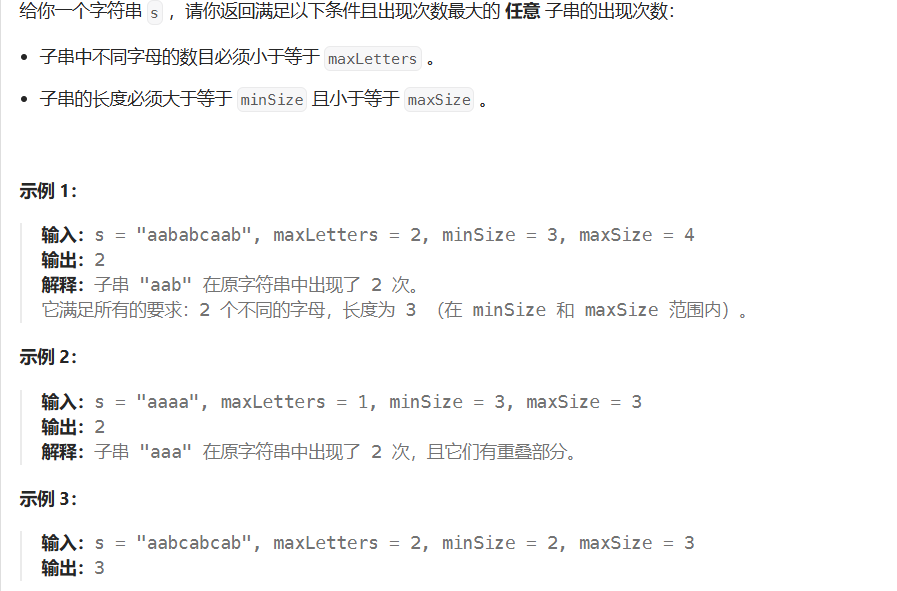 给你一个字符串 s ，请你返回满足以下条件且出现次数最大的 任意 子串的出现次数：
• 子串中不同字母的数目必须小于等于 maxLetters 。
• 子串的长度必须大于等于 minSize 且小于等于 maxSize 。
示例 1：
输入：s = "aababcaab", maxLetters = 2, minSize = 3, maxSize = 4
输出：2
解释：子串 "aab" 在原字符串中出现了 2 次。
它满足所有的要求：2 个不同的字母，长度为 3 （在 minSize 和 maxSize 范围内）。
示例 2：
输入：s = "aaaa", maxLetters = 1, minSize = 3, maxSize = 3
输出：2
解释：子串 "aaa" 在原字符串中出现了 2 次，且它们有重叠部分。
示例 3：
输入：s = "aabcabcab", maxLetters = 2, minSize = 2, maxSize = 3
输出：3